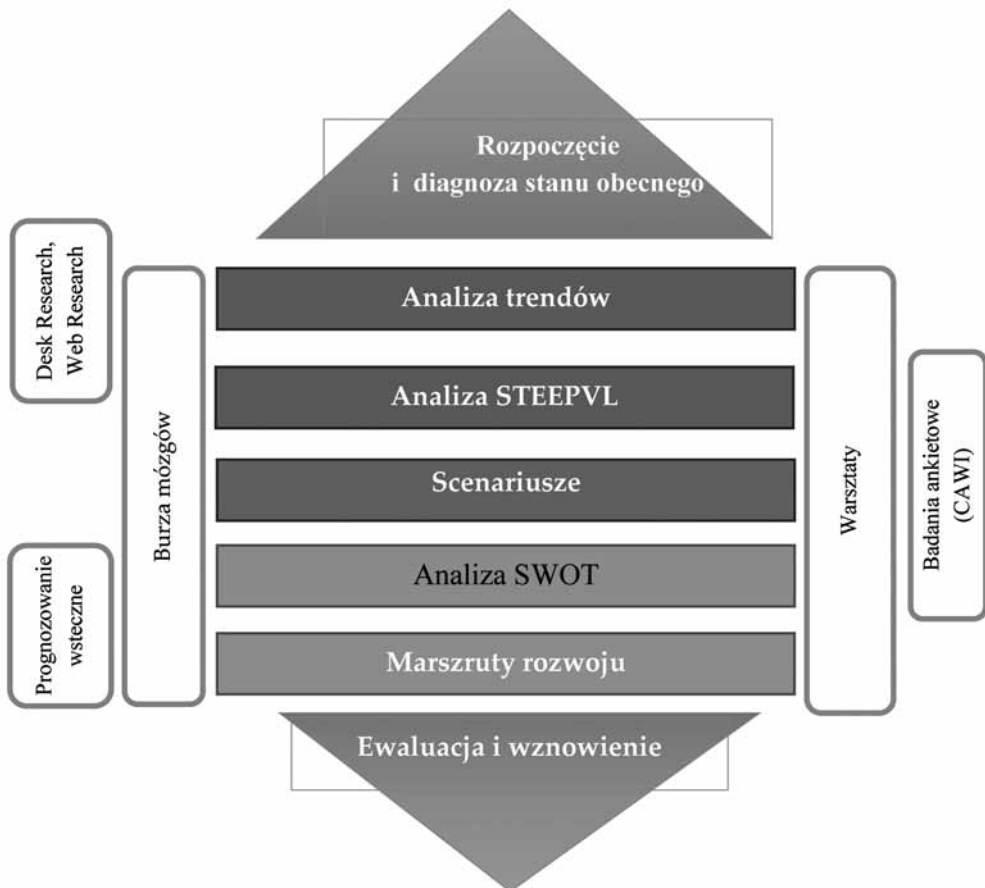 Rozpoczęcie
i diagnoza stanu obecnego
Desk Research,
Web Research
Burza mózgów
Prognozowanie
wsteczne
Analiza trendów
Analiza STEEPVL
Scenariusze
Analiza SWOT
Marszruty rozwoju
Warsztaty
Badania ankietowe
(CAWI)
Ewaluacja i wznowienie